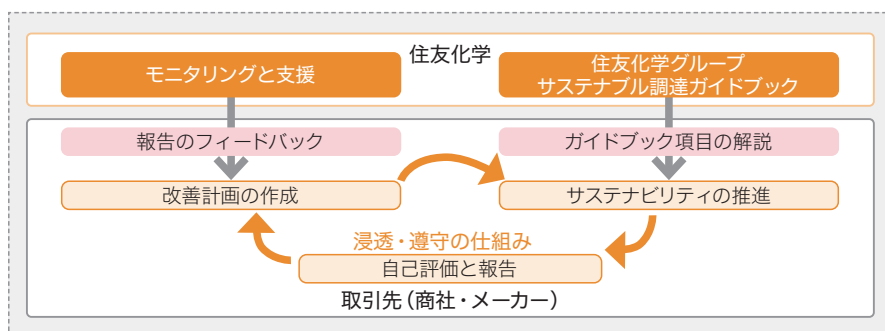 住友化学
モニタリングと支援
住友化学グループ
サステナブル調達ガイドブック
報告のフィードバック
ガイドブック項目の解説
改善計画の作成
サステナビリティの推進
浸透・遵守の仕組み
自己評価と報告
取引先（商社・メーカー）